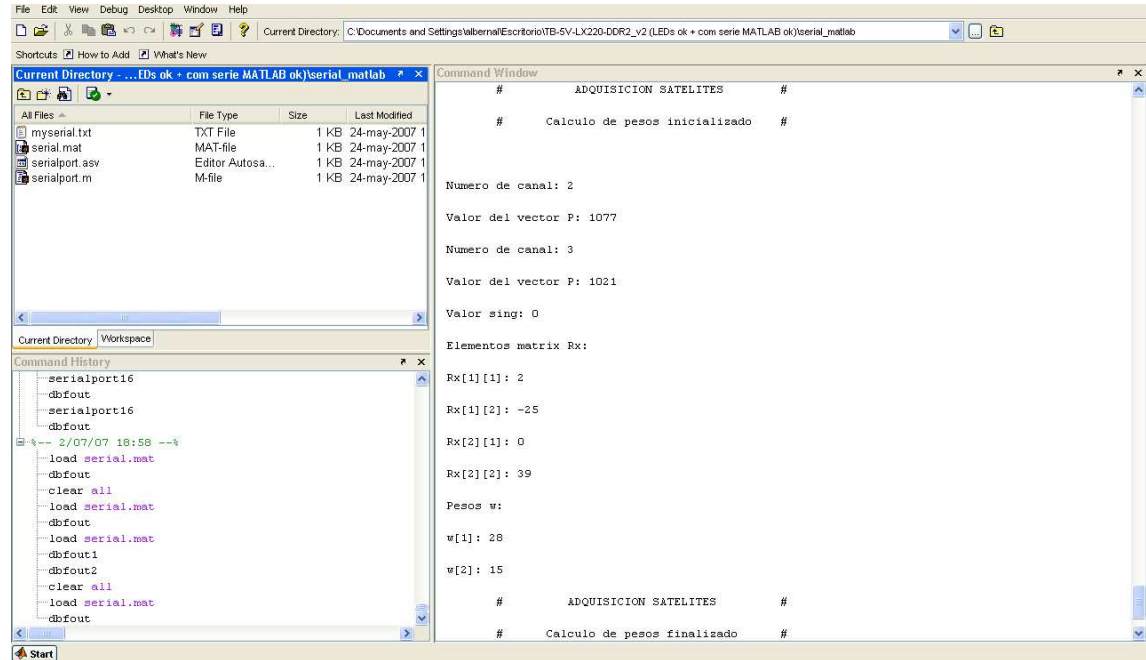 File Edit View Debug Desktop Window Help
Current Directory: C:\Documents and Settings\albernal\Escritorio\TB-5V-LX220-DDR2_v2 (LEDs ok + com serie MATLAB ok)\serial_matlab
Shortcuts How to Add What's New
Current Directory - ...EDs ok + com serie MATLAB ok)\serial_matlab
All Files File Type Size Last Modified
myserial.txt TXT File 1 KB 24-may-2007 1
serial.mat MAT-file 1 KB 24-may-2007 1
serialport.asv Editor Autosa... 1 KB 24-may-2007 1
serialport.m M-file 1 KB 24-may-2007 1
Current Directory Workspace
Command History
serialport16
dbfout
serialport16
dbfout
%-- 2/07/07 18:58 --%
load serial.mat
dbfout
clear all
load serial.mat
dbfout
load serial.mat
dbfout1
dbfout2
clear all
load serial.mat
dbfout
Command Window
# ADQUISICION SATELITES #
# Calculo de pesos inicializado #
Numero de canal: 2
Valor del vector P: 1077
Numero de canal: 3
Valor del vector P: 1021
Valor sing: 0
Elementos matrix Rx:
Rx[1][1]: 2
Rx[1][2]: -25
Rx[2][1]: 0
Rx[2][2]: 39
Pesos w:
w[1]: 28
w[2]: 15
# ADQUISICION SATELITES #
# Calculo de pesos finalizado #
Start